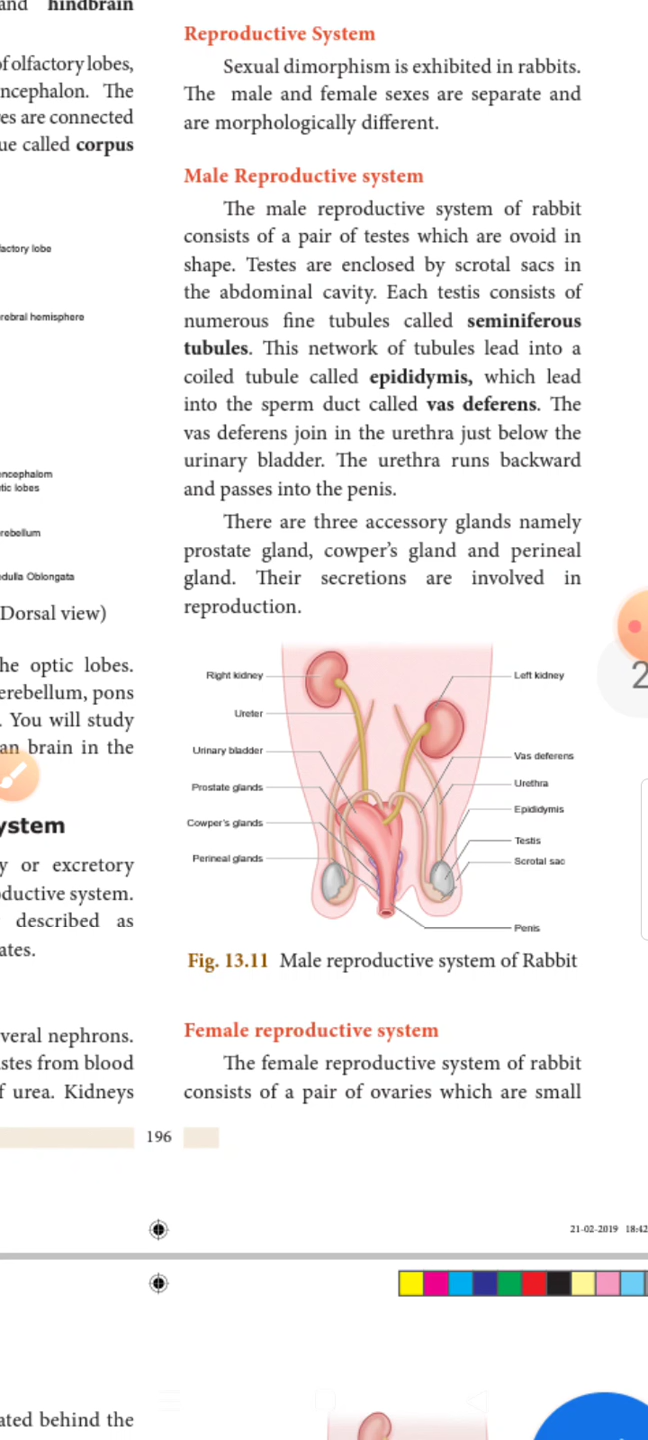 and hindbrain
of olfactory lobes,
ncephalon. The
res are connected
ue called corpus
factory lobe
rebral hemisphere
encephalom
tic lobes
rebellum
edulla Oblongata
Dorsal view)
he optic lobes.
erebellum, pons
. You will study
an brain in the
ystem
y or excretory
oductive system.
described as
ates.
veral nephrons.
astes from blood
f urea. Kidneys
Reproductive System
Sexual dimorphism is exhibited in rabbits.
The male and female sexes are separate and
are morphologically different.
Male Reproductive system
The male reproductive system of rabbit
consists of a pair of testes which are ovoid in
shape. Testes are enclosed by scrotal sacs in
the abdominal cavity. Each testis consists of
numerous fine tubules called seminiferous
tubules. This network of tubules lead into a
coiled tubule called epididymis, which lead
into the sperm duct called vas deferens. The
vas deferens join in the urethra just below the
urinary bladder. The urethra runs backward
and passes into the penis.
There are three accessory glands namely
prostate gland, cowper's gland and perineal
gland. Their secretions are involved in
reproduction.
Right kidney
Ureter
Urinary bladder
Prostate glands
Cowper's glands
Perineal glands
Left kidney
Vas deferens
Urethra
Epididymis
Testis
Scrotal sac
Penis
Fig. 13.11 Male reproductive system of Rabbit
Female reproductive system
The female reproductive system of rabbit
consists of a pair of ovaries which are small
2
196
21-02-2019 18:42
ated behind the